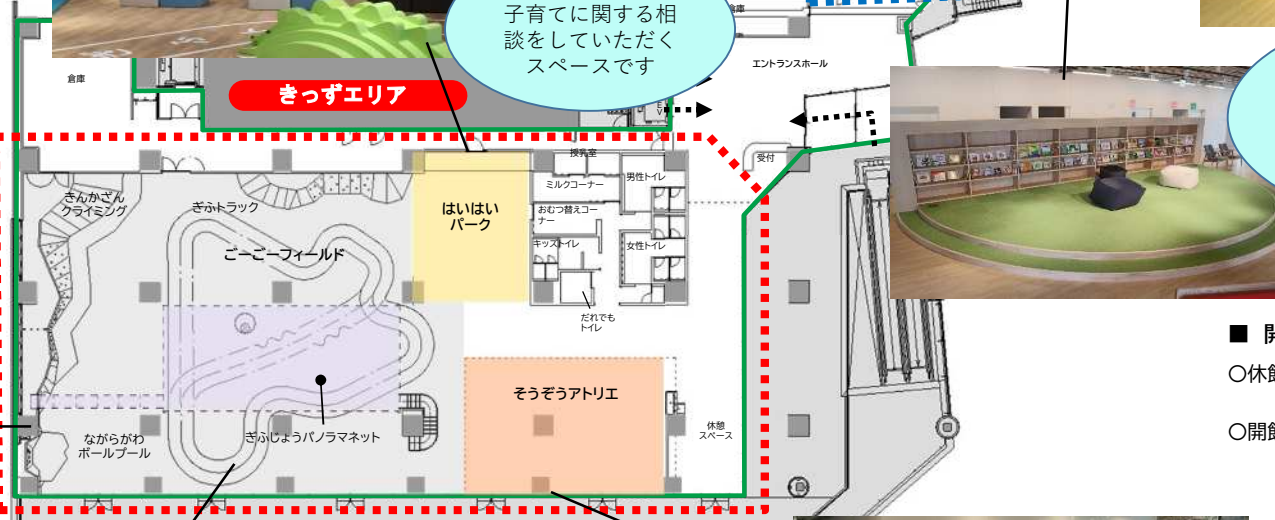 子育てに関する相
談をしていただく
スペースです
倉庫
エントランスホール
倉庫
きっずエリア
EV
受付
授乳室
ミルクコーナー
男性トイレ
きんかざん
クライミング
ぎふトラック
はいはい
パーク
おむつ替えコー
ナー
キッズトイレ
女性トイレ
ごーごーフィールド
だれでも
トイレ
■ 開
〇休館
そうぞうアトリエ
休憩
スペース
ながらがわ
ボールプール
ぎふじょうパノラマネット
〇開館